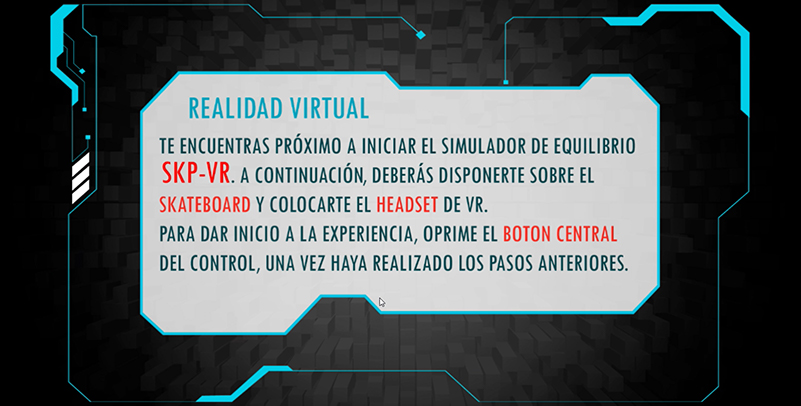 REALIDAD VIRTUAL
TE ENCUENTRAS PRÓXIMO A INICIAR EL SIMULADOR DE EQUILIBRIO
SKP-VR. A CONTINUACIÓN, DEBERÁS DISPONERTE SOBRE EL
SKATEBOARD Y COLOCARTE EL HEADSET DE VR.
PARA DAR INICIO A LA EXPERIENCIA, OPRIME EL BOTON CENTRAL
DEL CONTROL, UNA VEZ HAYA REALIZADO LOS PASOS ANTERIORES.